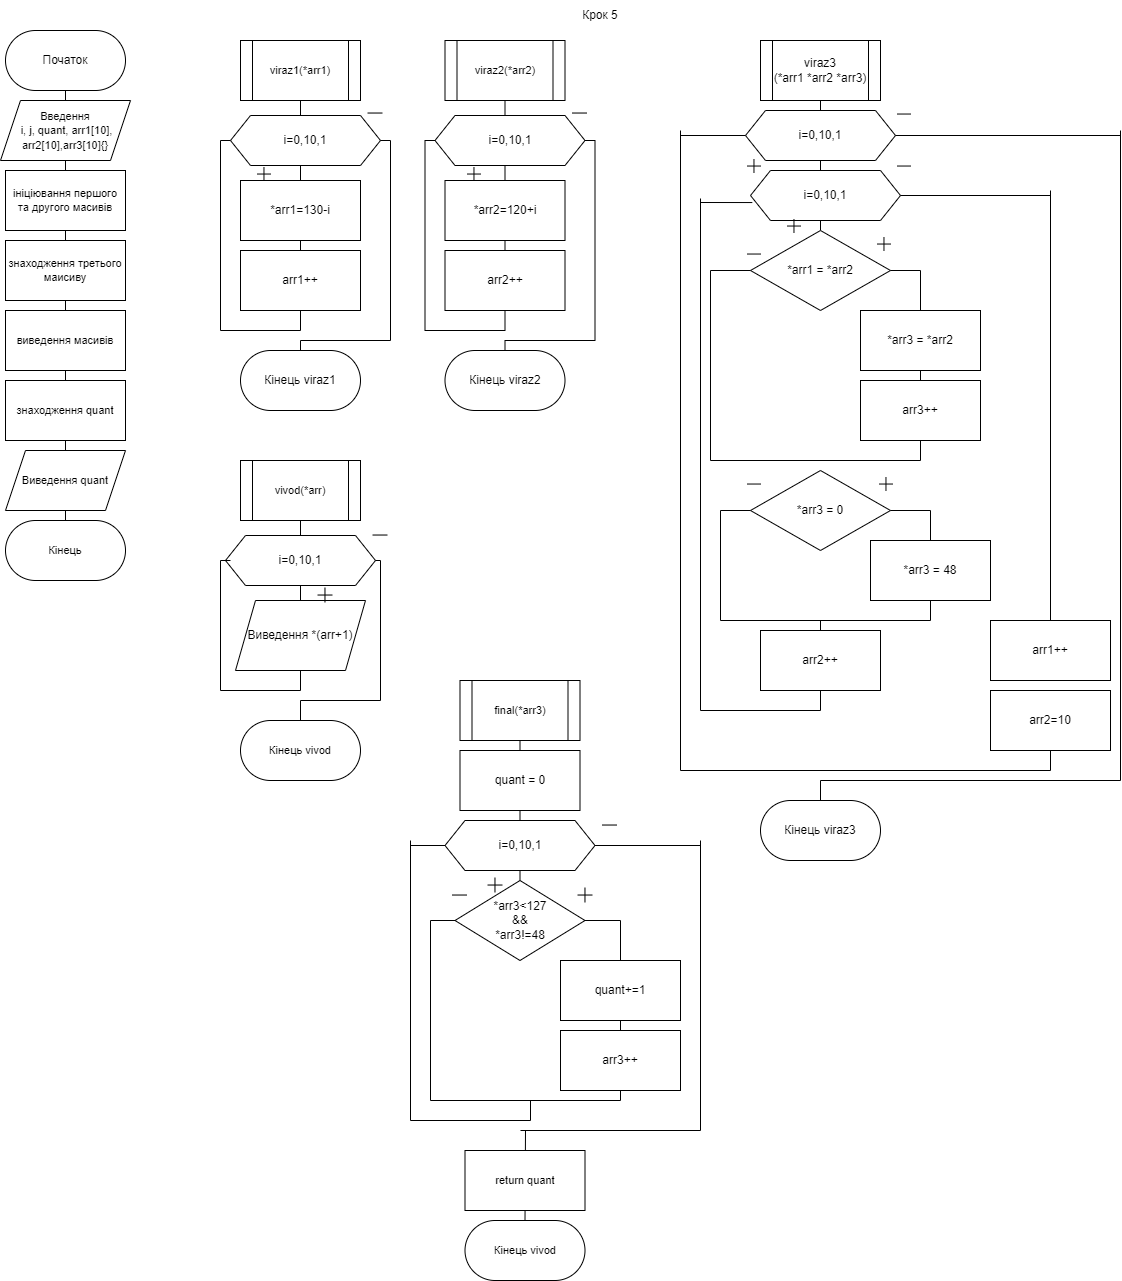 Крок 5
Початок
Введення
i, j, quant, arr1[10],
arr2[10],arr3[10]{}
ініціювання першого
та другого масивів
знаходження третього
маисиву
виведення масивів
знаходження quant
Виведення quant
Кінець
viraz1(*arr1)
i=0,10,1
*arr1=130-i
arr1++
Кінець viraz1
viraz2(*arr2)
i=0,10,1
*arr2=120+i
arr2++
Кінець viraz2
viraz3
(*arr1 *arr2 *arr3)
i=0,10,1
i=0,10,1
*arr1 = *arr2
*arr3 = *arr2
arr3++
*arr3 = 0
*arr3 = 48
arr2++
arr1++
arr2=10
Кінець viraz3
vivod(*arr)
i=0,10,1
Виведення *(arr+1)
Кінець vivod
final(*arr3)
quant = 0
i=0,10,1
*arr3<127
&&
*arr3!=48
quant+=1
arr3++
return quant
Кінець vivod